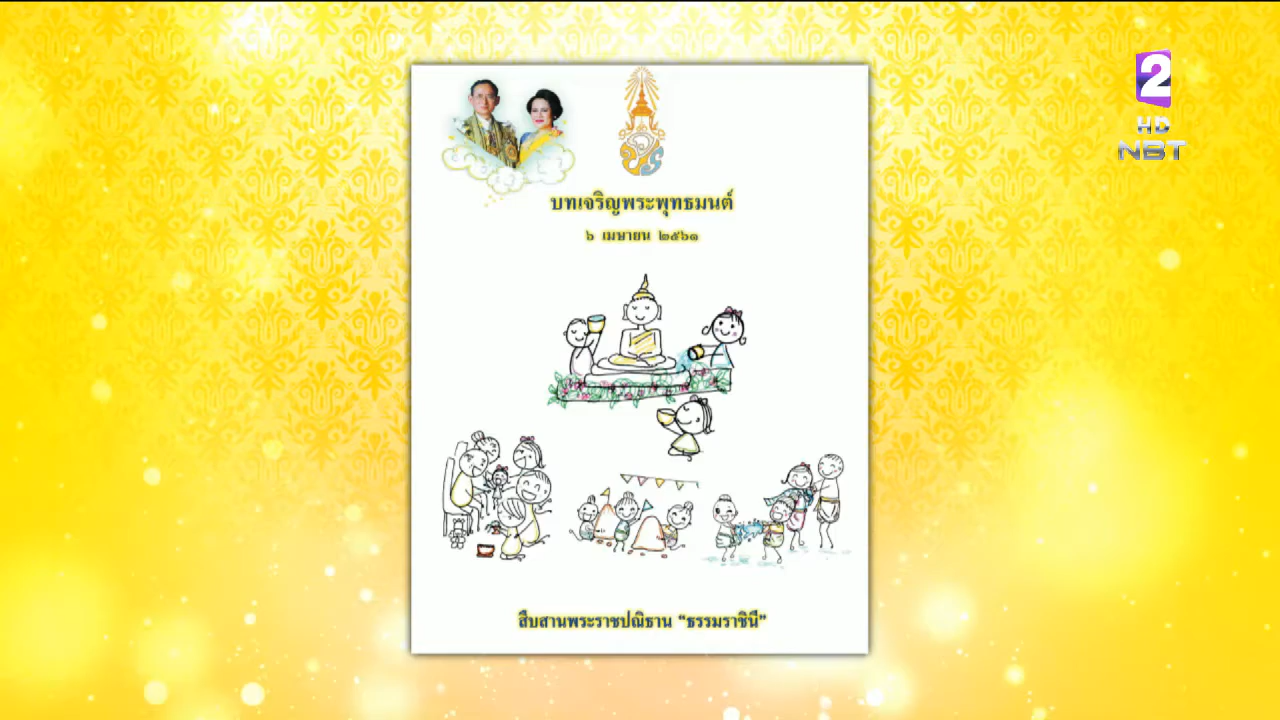 2
HD
NBT
บทเจริญพระพุทธมนต์
๖ เมษายน ๒๕๖๑
สืบสานพระราชปณิธาน “ธรรมราชินี”